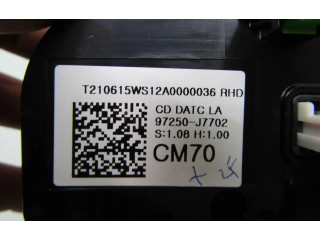 T210615WS12A0000036 RHD
CD DATC LA
97250-J7702
S:1.08 H:1.00
CM70